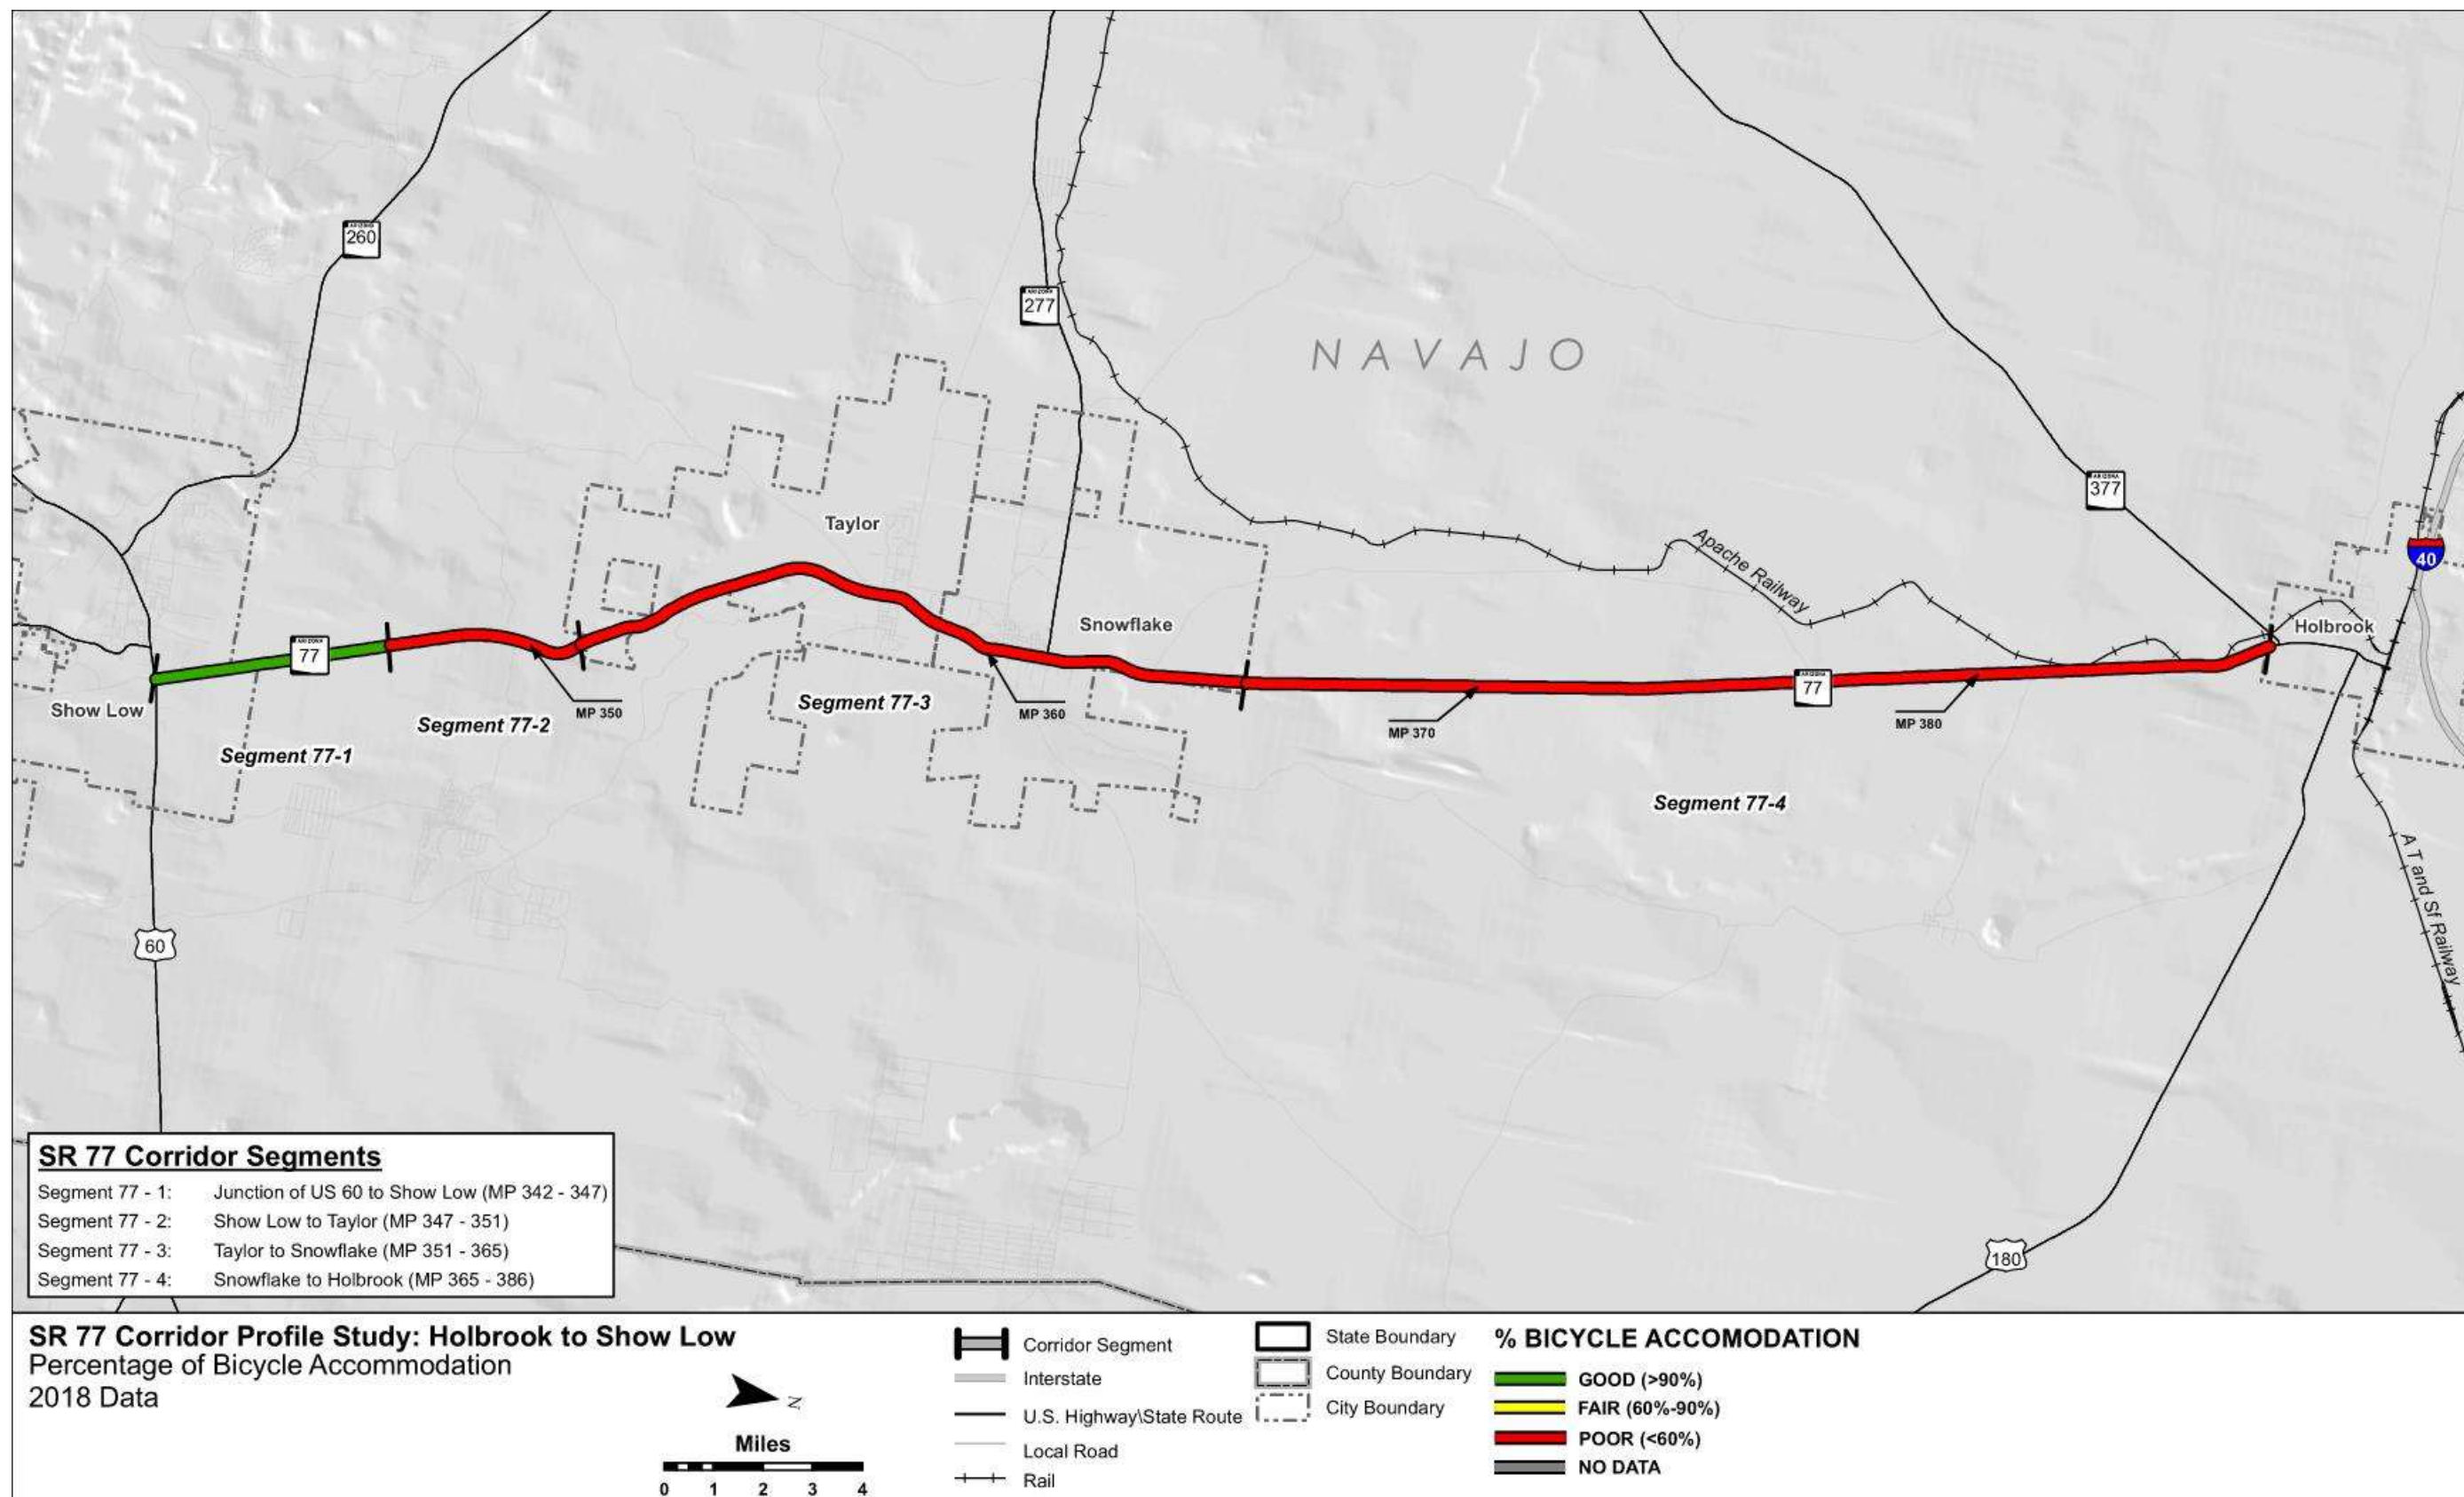 ARIZONA
260
ARIZONA
277
NAVAJO
ARIZONA
377
Apache Railway
40
Taylor
Snowflake
Holbrook
ARIZONA
77
ARIZONA
77
Show Low
Segment 77-1
Segment 77-2
MP 350
Segment 77-3
MP 360
MP 370
MP 380
Segment 77-4
A T and Sf Railway
60
180
SR 77 Corridor Segments
Segment 77 - 1: Junction of US 60 to Show Low (MP 342 - 347)
Segment 77 - 2: Show Low to Taylor (MP 347 - 351)
Segment 77 - 3: Taylor to Snowflake (MP 351 - 365)
Segment 77 - 4: Snowflake to Holbrook (MP 365 - 386)
SR 77 Corridor Profile Study: Holbrook to Show Low
Percentage of Bicycle Accommodation
2018 Data
N
Miles
0 1 2 3 4
Corridor Segment
Interstate
U.S. Highway\State Route
Local Road
Rail
State Boundary
County Boundary
City Boundary
% BICYCLE ACCOMODATION
GOOD (>90%)
FAIR (60%-90%)
POOR (<60%)
NO DATA